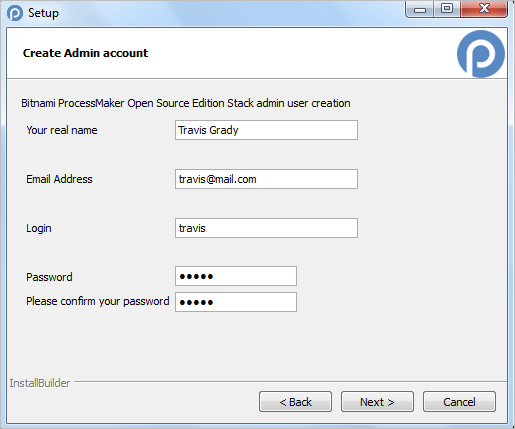 Setup
Create Admin account
Bitnami ProcessMaker Open Source Edition Stack admin user creation
Your real name Travis Grady
Email Address travis@mail.com
Login travis
Password •••••
Please confirm your password •••••
InstallBuilder
< Back Next > Cancel